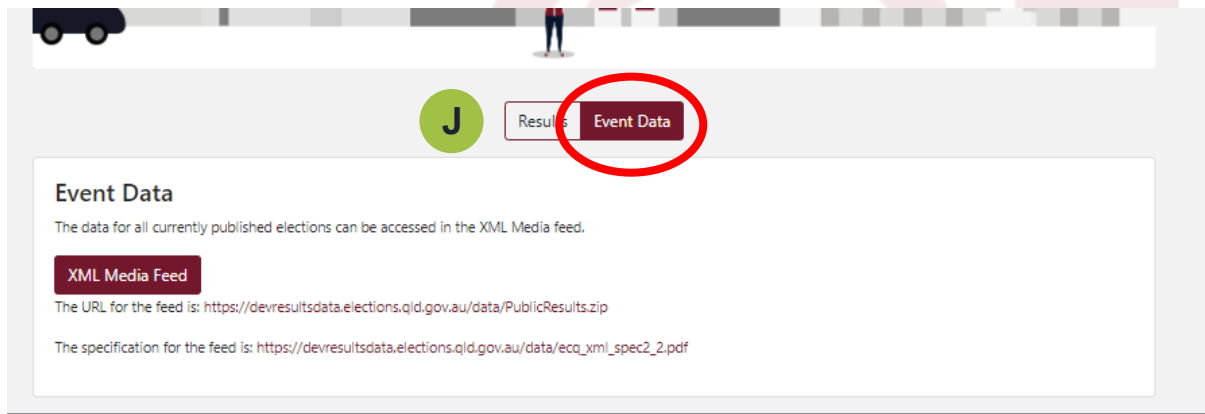 J
Results Event Data
Event Data
The data for all currently published elections can be accessed in the XML Media feed.
XML Media Feed
The URL for the feed is: https://devresultsdata.elections.qld.gov.au/data/PublicResults.zip
The specification for the feed is: https://devresultsdata.elections.qld.gov.au/data/ecq_xml_spec2_2.pdf